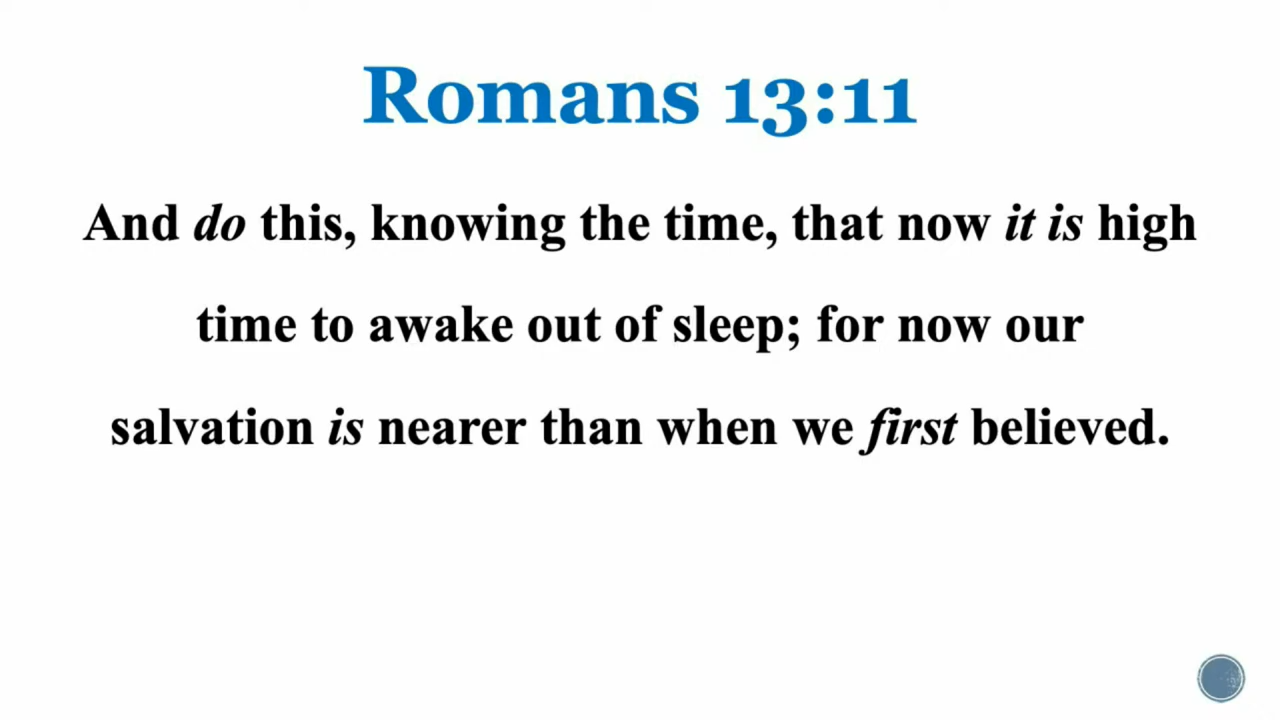 Romans 13:11
And do this, knowing the time, that now it is high
time to awake out of sleep; for now our
salvation is nearer than when we first believed.